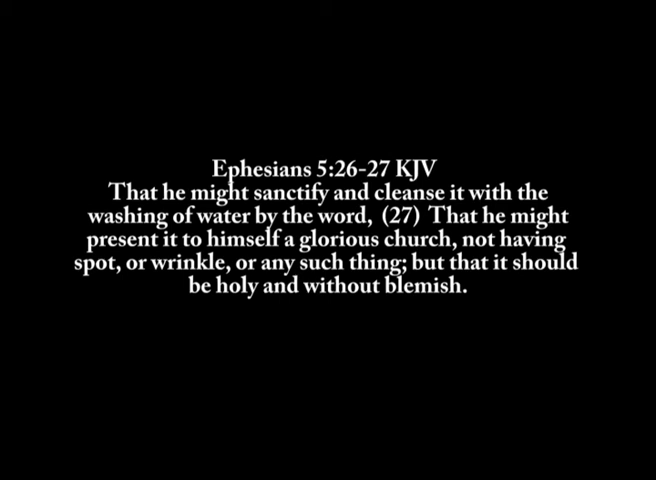 Ephesians 5:26-27 KJV
That he might sanctify and cleanse it with the
washing of water by the word, (27) That he might
present it to himself a glorious church, not having
spot, or wrinkle, or any such thing; but that it should
be holy and without blemish.